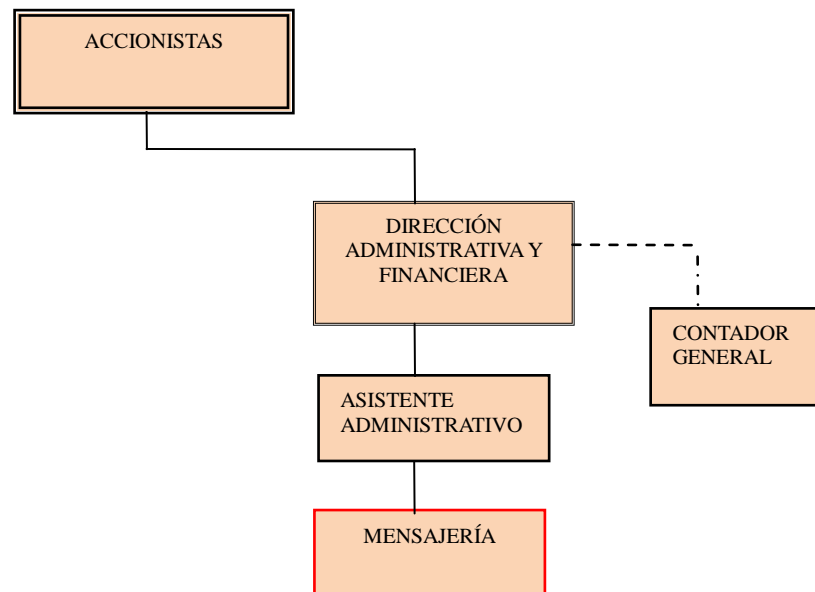 ACCIONISTAS
DIRECCIÓN
ADMINISTRATIVA Y
FINANCIERA
CONTADOR
GENERAL
ASISTENTE
ADMINISTRATIVO
MENSAJERÍA